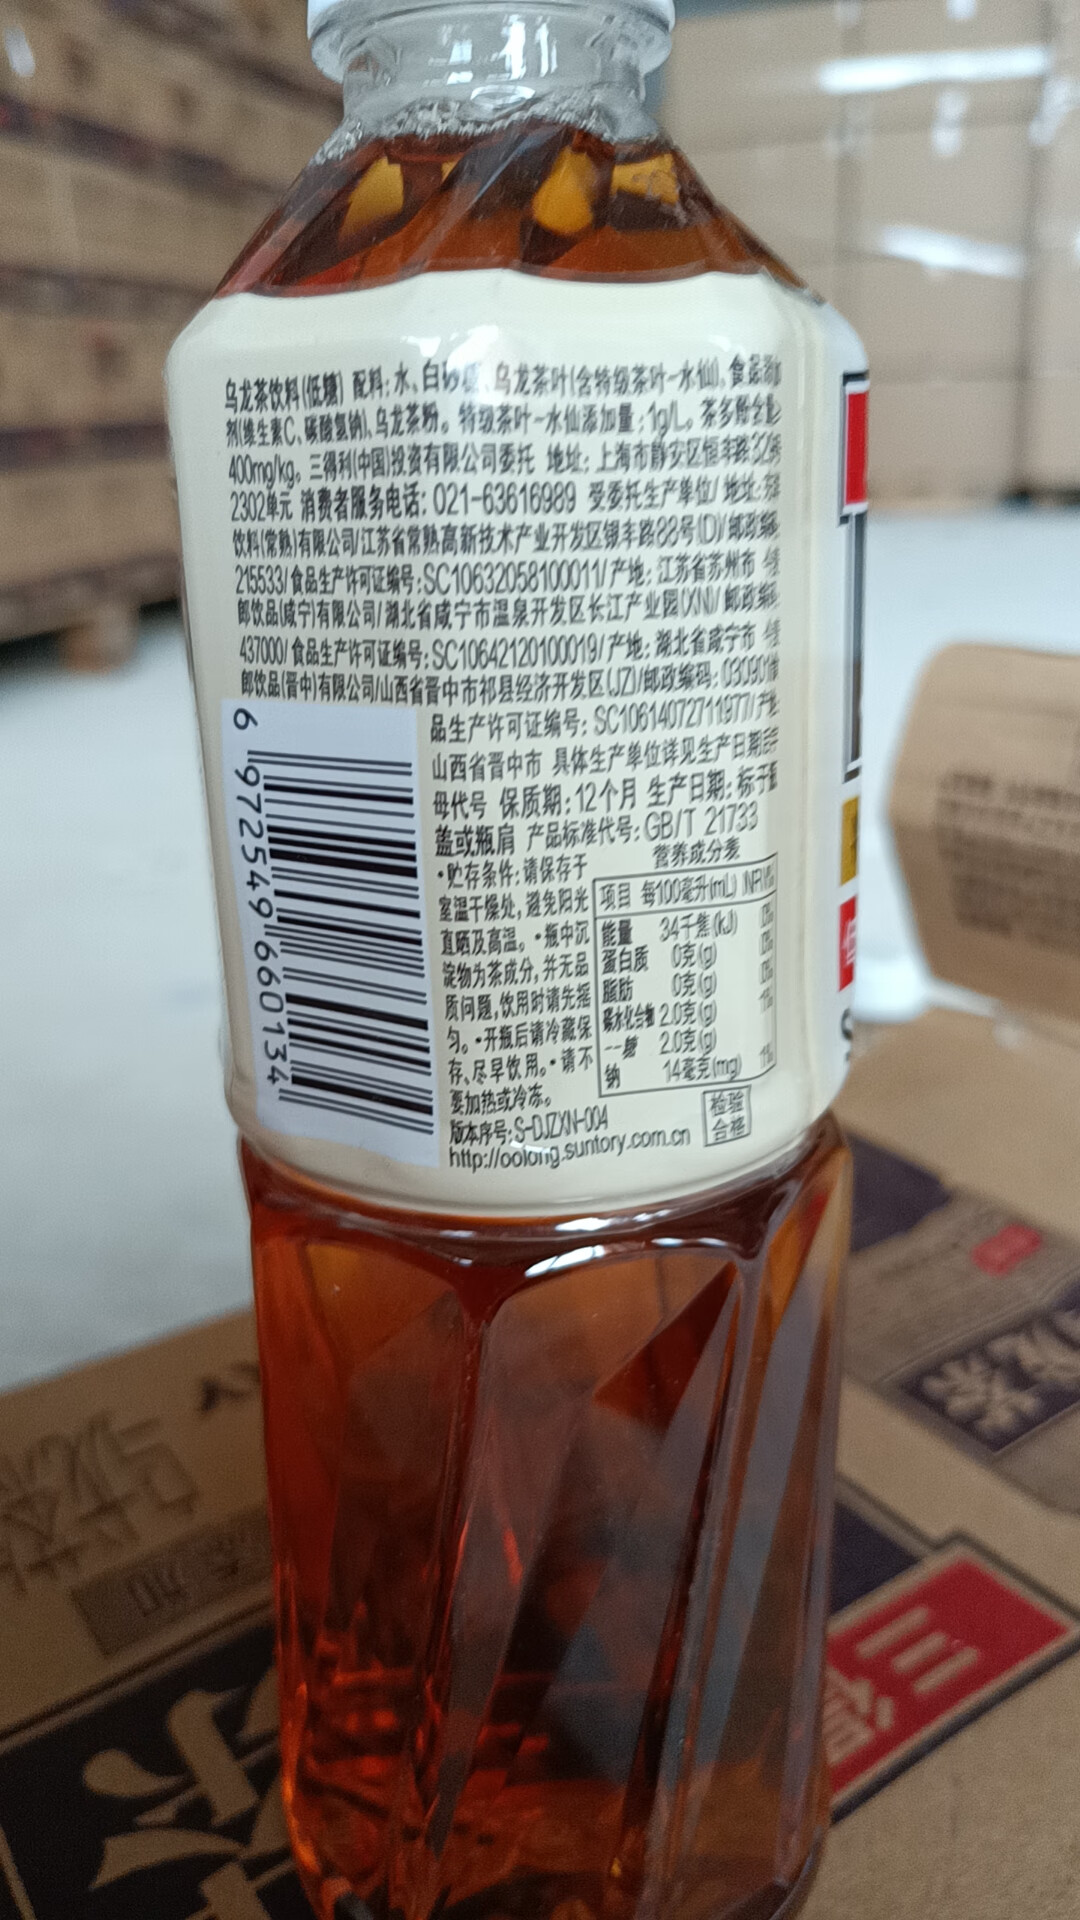 乌龙茶饮料(低糖) 配料:水、白砂糖、乌龙茶叶(含特级茶叶-水仙)、食品添加
剂(维生素C、碳酸氢钠)、乌龙茶粉。特级茶叶-水仙添加量:1g/L。茶多酚含量≥
400mg/kg。三得利(中国)投资有限公司委托 地址:上海市静安区恒丰路
2302单元 消费者服务电话:021-63616989 受委托生产单位/地址:
饮料(常熟)有限公司/江苏省常熟高新技术产业开发区银丰路88号(D)/邮政编码:
215533/食品生产许可证编号:SC10632058100011/产地:江苏省苏州市
郎饮品(咸宁)有限公司/湖北省咸宁市温泉开发区长江产业园(XN)/邮政编码:
437000/食品生产许可证编号:SC10642120100019/产地:湖北省咸宁市
郎饮品(晋中)有限公司/山西省晋中市祁县经济开发区(JZ)/邮政编码:030901
品生产许可证编号:SC10614072711977/产地
山西省晋中市 具体生产单位详见生产日期
母代号 保质期:12个月 生产日期:标于瓶
盖或瓶肩 产品标准代号:GB/T 21733
·贮存条件:请保存于
室温干燥处,避免阳光
直晒及高温。·瓶中沉
淀物为茶成分,并无品
质问题,饮用时请先摇
匀。·开瓶后请冷藏保
存、尽早饮用。·请不
要加热或冷冻。
版本序号:S-DJZXN-004
http://oolong.suntory.com.cn
营养成分表
项目 每100毫升(mL) NRV%
能量 34千焦(kJ)
蛋白质 0克(g)
脂肪 0克(g)
碳水化合物 2.0克(g)
--糖 2.0克(g)
钠 14毫克(mg)
检验
合格
6 972549 660134
三得